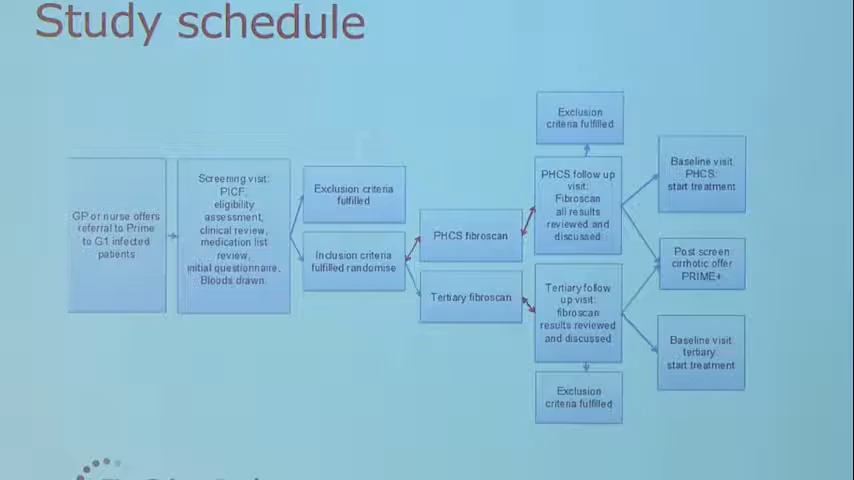 Study schedule
GP or nurse offers
referral to Prime
to G1 infected
patients
Screening visit:
PICF,
eligibility
assessment,
clinical review,
medication list
review,
initial questionnaire,
Bloods drawn.
Exclusion criteria
fulfilled
Inclusion criteria
fulfilled randomise
PHCS fibroscan
Tertiary fibroscan
Exclusion
criteria fulfilled
PHCS follow up
visit:
Fibroscan
all results
reviewed and
discussed
Tertiary follow
up visit:
fibroscan
results reviewed
and discussed
Exclusion
criteria fulfilled
Baseline visit
PHCS:
start treatment
Post screen
cirrhotic offer
PRIME+
Baseline visit
tertiary:
start treatment